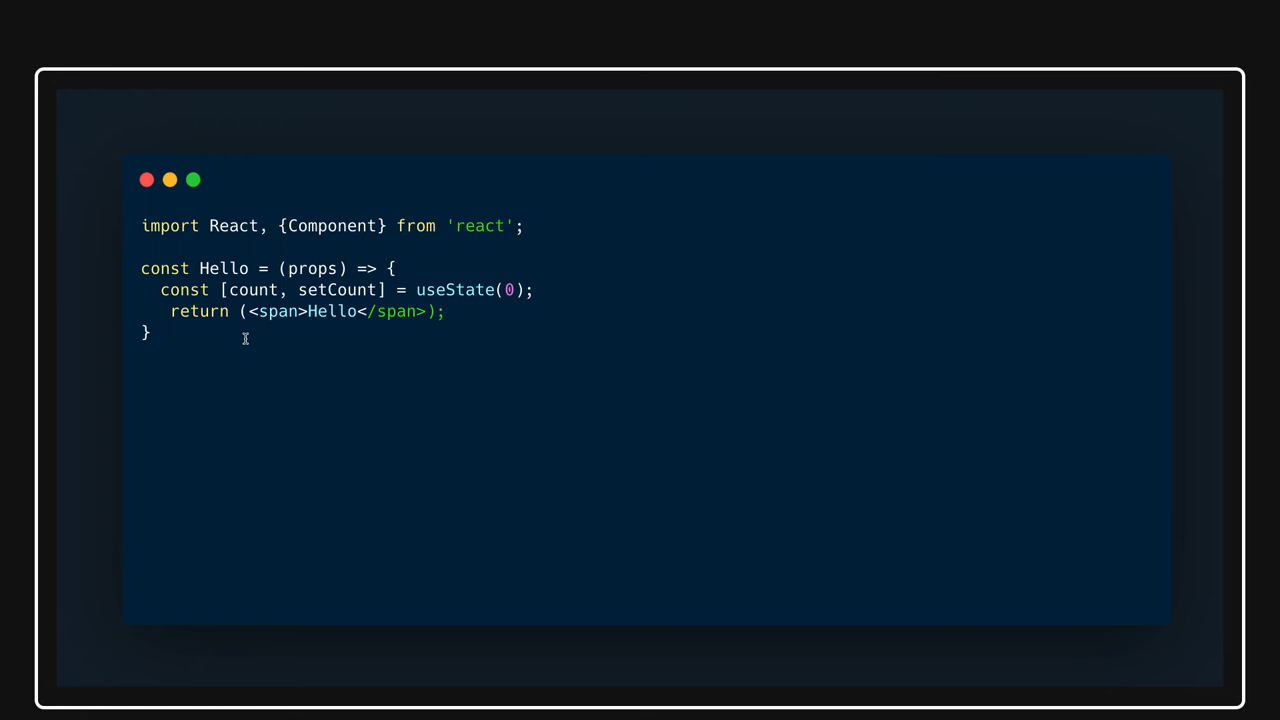 import React, {Component} from 'react';
const Hello = (props) => {
const [count, setCount] = useState(0);
return (<span>Hello</span>);
}